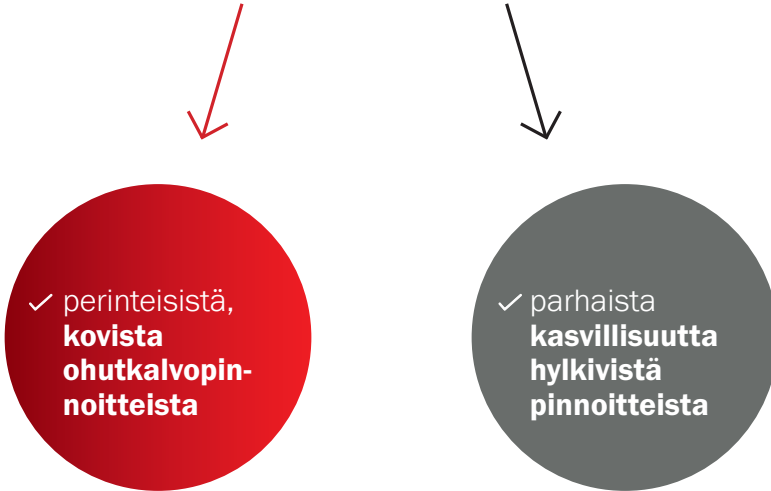 perinteisistä,
kovista
ohutkalvopin-
noitteista
parhaista
kasvillisuutta
hylkivistä
pinnoitteista